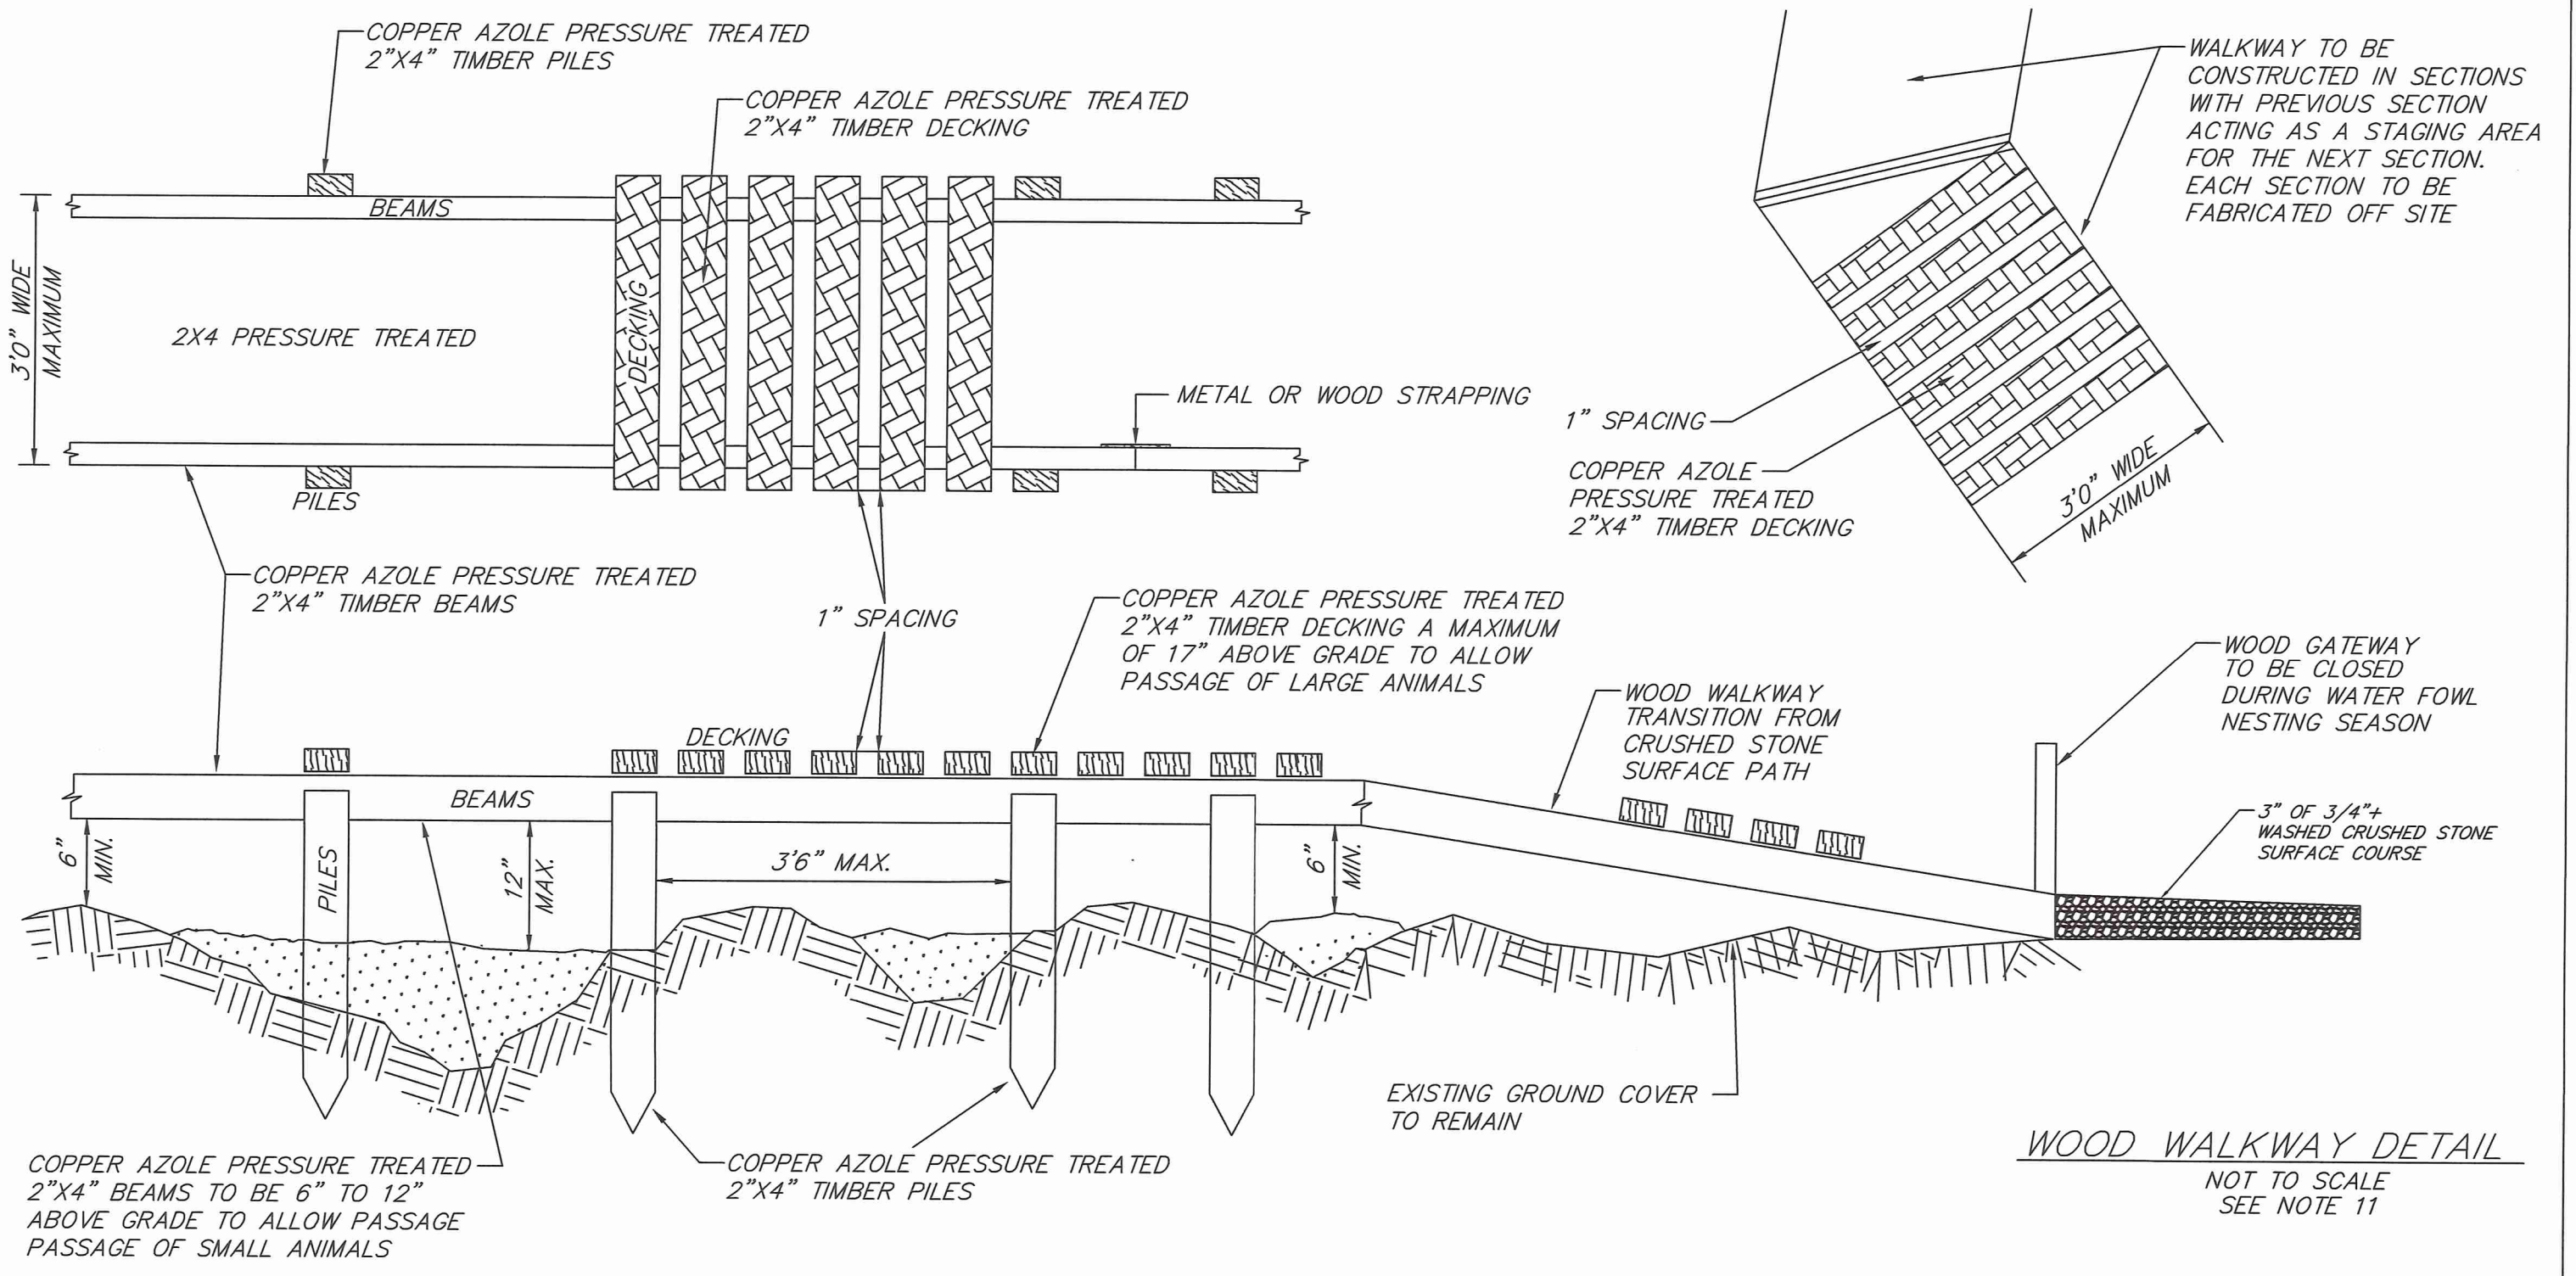 COPPER AZOLE PRESSURE TREATED
2"X4" TIMBER PILES
COPPER AZOLE PRESSURE TREATED
2"X4" TIMBER DECKING
WALKWAY TO BE
CONSTRUCTED IN SECTIONS
WITH PREVIOUS SECTION
ACTING AS A STAGING AREA
FOR THE NEXT SECTION.
EACH SECTION TO BE
FABRICATED OFF SITE
BEAMS
3'0" WIDE
MAXIMUM
2X4 PRESSURE TREATED
DECKING
METAL OR WOOD STRAPPING
PILES
1" SPACING
COPPER AZOLE
PRESSURE TREATED
2"X4" TIMBER DECKING
3'0" WIDE
MAXIMUM
COPPER AZOLE PRESSURE TREATED
2"X4" TIMBER BEAMS
1" SPACING
COPPER AZOLE PRESSURE TREATED
2"X4" TIMBER DECKING A MAXIMUM
OF 17" ABOVE GRADE TO ALLOW
PASSAGE OF LARGE ANIMALS
WOOD WALKWAY
TRANSITION FROM
CRUSHED STONE
SURFACE PATH
WOOD GATEWAY
TO BE CLOSED
DURING WATER FOWL
NESTING SEASON
DECKING
BEAMS
6"
MIN.
PILES
12"
MAX.
3'6" MAX.
6"
MIN.
3" OF 3/4"+
WASHED CRUSHED STONE
SURFACE COURSE
EXISTING GROUND COVER
TO REMAIN
COPPER AZOLE PRESSURE TREATED
2"X4" BEAMS TO BE 6" TO 12"
ABOVE GRADE TO ALLOW PASSAGE
PASSAGE OF SMALL ANIMALS
COPPER AZOLE PRESSURE TREATED
2"X4" TIMBER PILES
WOOD WALKWAY DETAIL
NOT TO SCALE
SEE NOTE 11